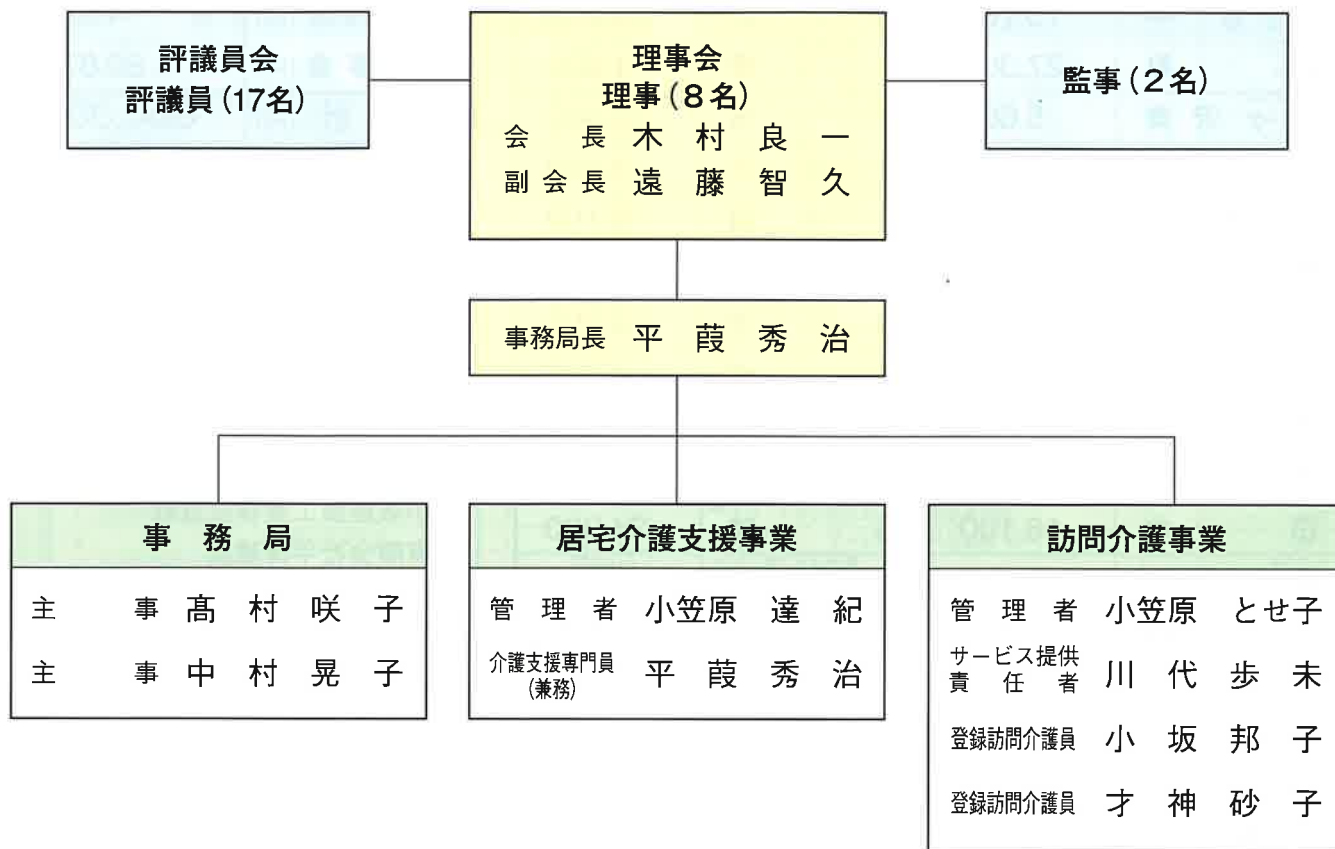 評議員会
評議員(17名)
理事会
理事(8名)
会長 木村良一
副会長 遠藤智久
監事(2名)
事務局長 平葭秀治
事務局
主事 髙村咲子
主事 中村晃子
居宅介護支援事業
管理者 小笠原達紀
介護支援専門員
(兼務) 平葭秀治
訪問介護事業
管理者 小笠原とせ子
サービス提供
責任者 川代歩未
登録訪問介護員 小坂邦子
登録訪問介護員 才神砂子